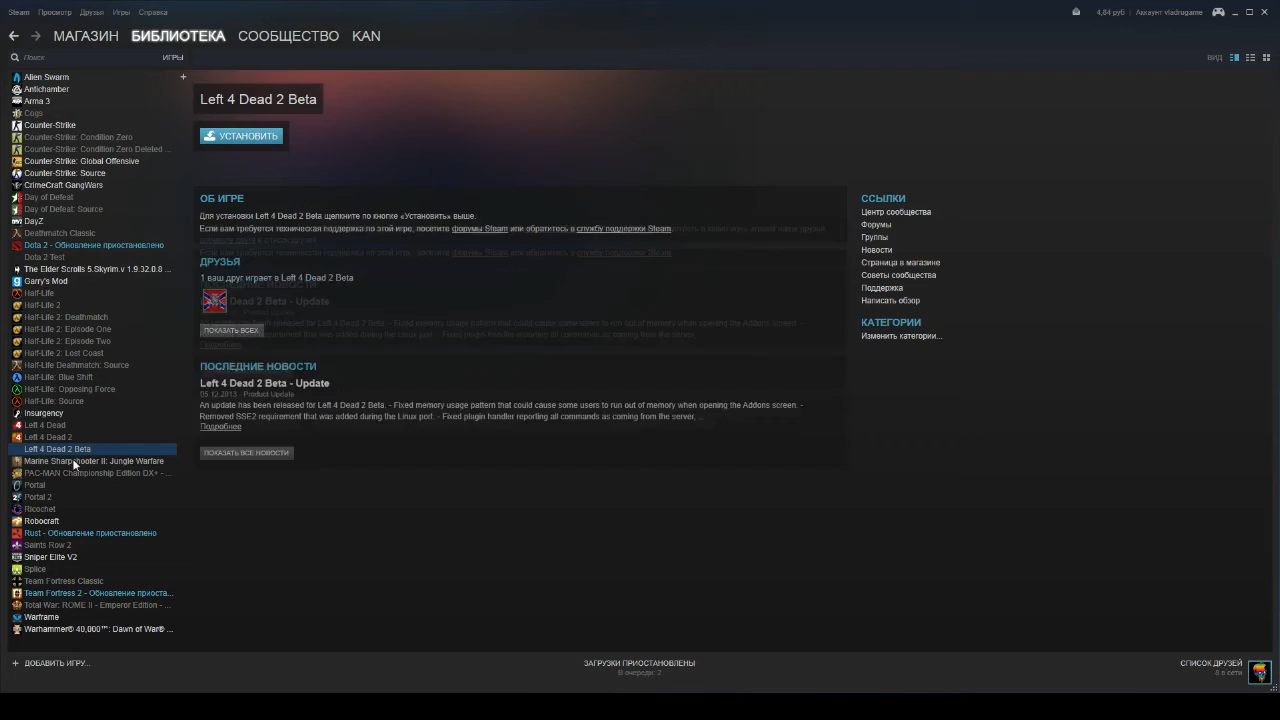 Steam Просмотр Друзья Игры Справка
4,84 руб Аккаунт vladrugame
МАГАЗИН БИБЛИОТЕКА СООБЩЕСТВО KAN
Поиск ИГРЫ
ВИД
Alien Swarm
Antichamber
Arma 3
Cogs
Counter-Strike
Counter-Strike: Condition Zero
Counter-Strike: Condition Zero Deleted ...
Counter-Strike: Global Offensive
Counter-Strike: Source
CrimeCraft GangWars
Day of Defeat
Day of Defeat: Source
DayZ
Deathmatch Classic
Dota 2 - Обновление приостановлено
Dota 2 Test
The Elder Scrolls 5.Skyrim.v 1.9.32.0.8 ...
Garry's Mod
Half-Life
Half-Life 2
Half-Life 2: Deathmatch
Half-Life 2: Episode One
Half-Life 2: Episode Two
Half-Life 2: Lost Coast
Half-Life Deathmatch: Source
Half-Life: Blue Shift
Half-Life: Opposing Force
Half-Life: Source
Insurgency
Left 4 Dead
Left 4 Dead 2
Left 4 Dead 2 Beta
Marine Sharpshooter II: Jungle Warfare
PAC-MAN Championship Edition DX+ - ...
Portal
Portal 2
Ricochet
Robocraft
Rust - Обновление приостановлено
Saints Row 2
Sniper Elite V2
Splice
Team Fortress Classic
Team Fortress 2 - Обновление приоста...
Total War: ROME II - Emperor Edition - ...
Warframe
Warhammer® 40,000™: Dawn of War® ...
Left 4 Dead 2 Beta
УСТАНОВИТЬ
ОБ ИГРЕ
Для установки Left 4 Dead 2 Beta щелкните по кнопке «Установить» выше.
Если вам требуется техническая поддержка по этой игре, посетите форумы Steam или обратитесь в службу поддержки Steam.
ДРУЗЬЯ
1 ваш друг играет в Left 4 Dead 2 Beta
ПОКАЗАТЬ ВСЕХ
ПОСЛЕДНИЕ НОВОСТИ
Left 4 Dead 2 Beta - Update
05.12.2013 - Product Update
An update has been released for Left 4 Dead 2 Beta. - Fixed memory usage pattern that could cause some users to run out of memory when opening the Addons screen. -
Removed SSE2 requirement that was added during the Linux port. - Fixed plugin handler reporting all commands as coming from the server, ...
Подробнее
ПОКАЗАТЬ ВСЕ НОВОСТИ
ССЫЛКИ
Центр сообщества
Форумы
Группы
Новости
Страница в магазине
Советы сообщества
Поддержка
Написать обзор
КАТЕГОРИИ
Изменить категории...
+ ДОБАВИТЬ ИГРУ...
ЗАГРУЗКИ ПРИОСТАНОВЛЕНЫ
В очереди: 2
СПИСОК ДРУЗЕЙ
8 в сети